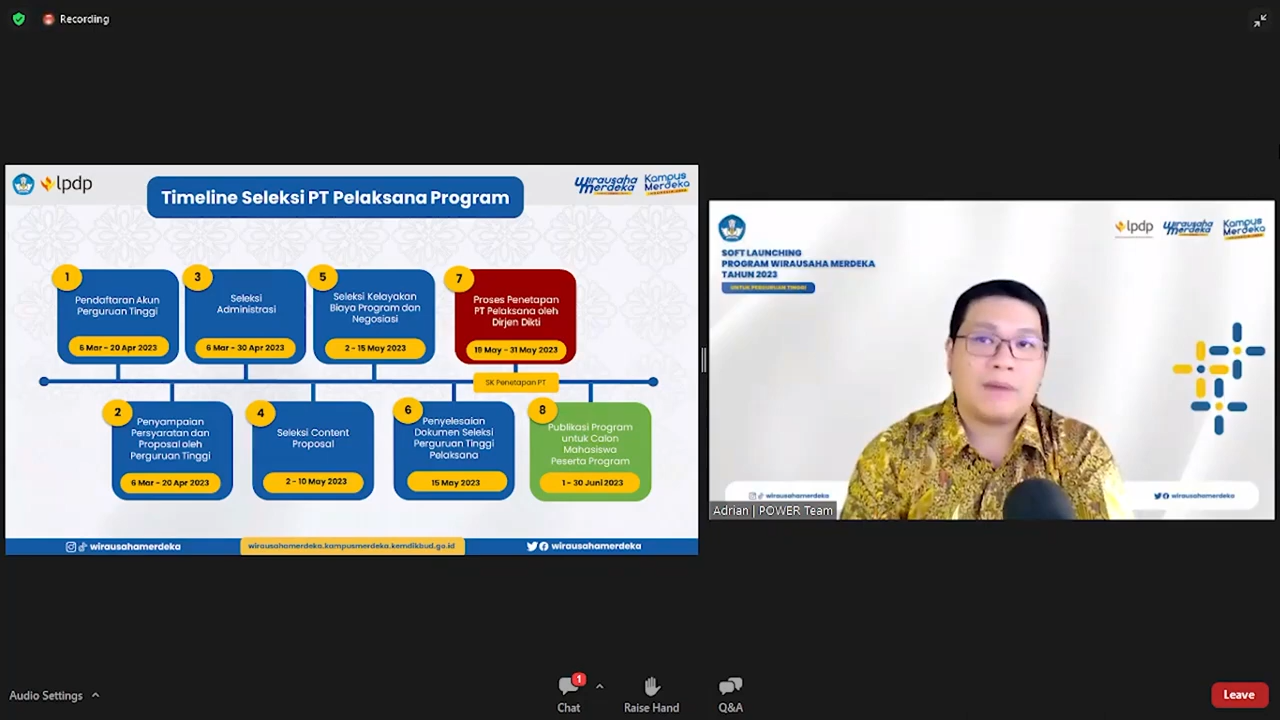 Recording
lpdp
Wirausaha
Merdeka
Kampus
Merdeka
Timeline Seleksi PT Pelaksana Program
1
Pendaftaran Akun
Perguruan Tinggi
6 Mar - 20 Apr 2023
3
Seleksi
Administrasi
6 Mar - 30 Apr 2023
5
Seleksi Kelayakan
Biaya Program dan
Negosiasi
2 - 15 May 2023
7
Proses Penetapan
PT Pelaksana oleh
Dirjen Dikti
SK Penetapan PT
2
Penyampaian
Persyaratan dan
Proposal oleh
Perguruan Tinggi
6 Mar - 20 Apr 2023
4
Seleksi Content
Proposal
2 - 10 May 2023
6
Penyelesaian
Dokumen Seleksi
Perguruan Tinggi
Pelaksana
15 May 2023
8
Publikasi Program
untuk Calon
Mahasiswa
Peserta Program
1 - 30 Juni 2023
wirausahamerdeka
wirausahamerdeka.kampusmerdeka.kemdikbud.go.id
wirausahamerdeka
lpdp
Wirausaha
Merdeka
Kampus
Merdeka
SOFT LAUNCHING
PROGRAM WIRAUSAHA MERDEKA
TAHUN 2023
UNTUK PERGURUAN TINGGI
wirausahamerdeka
wirausahamerdeka
Adrian | POWER Team
Audio Settings
1
Chat
Raise Hand
Q&A
Leave